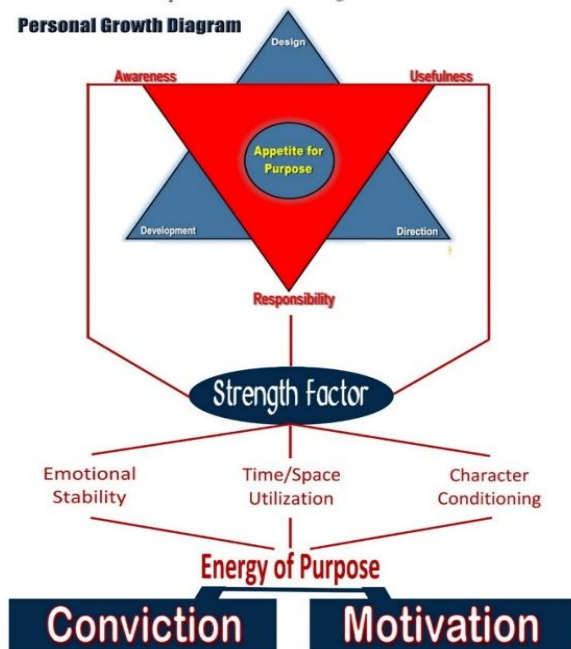 Personal Growth Diagram
Design
Awareness
Usefulness
Appetite for
Purpose
Development
Direction
Responsibility
Strength Factor
Emotional
Stability
Time/Space
Utilization
Character
Conditioning
Energy of Purpose
Conviction
Motivation